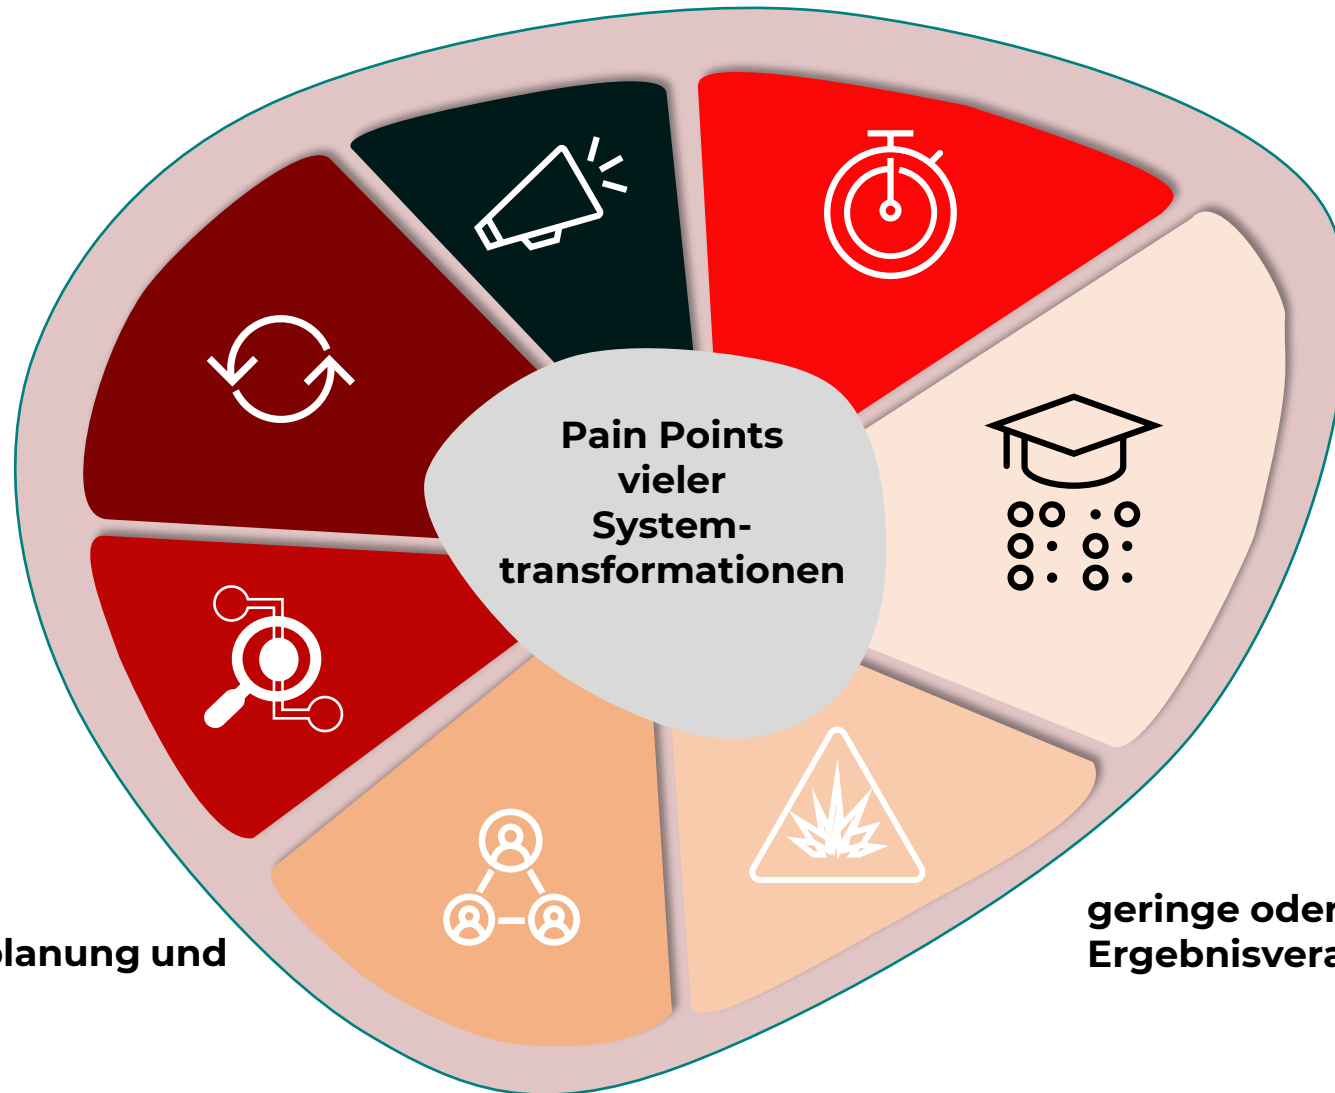 Pain Points
vieler
System-
transformationen
geringe oder
Ergebnisvera
planung und